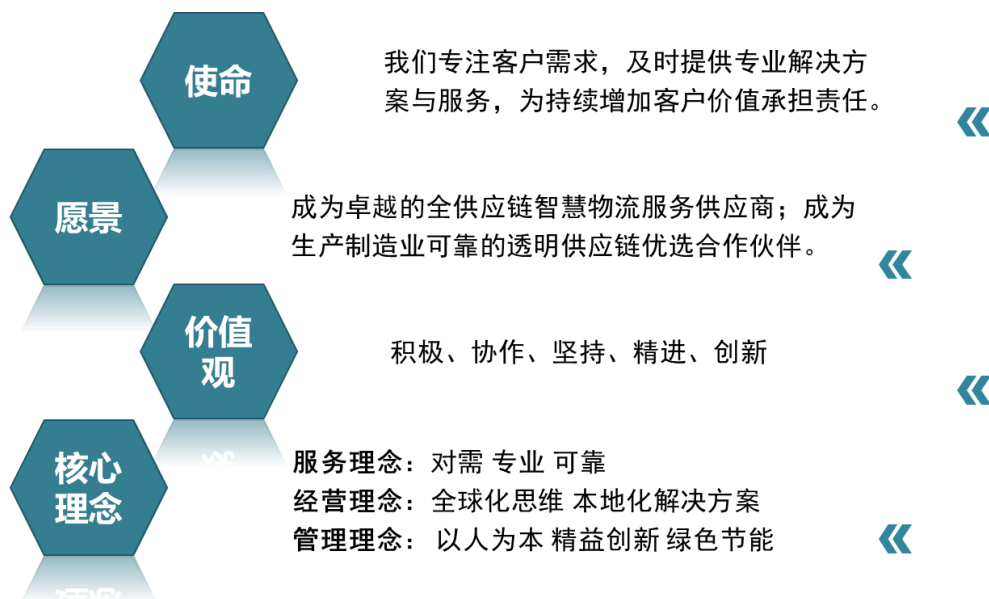 使命
我们专注客户需求，及时提供专业解决方
案与服务，为持续增加客户价值承担责任。
愿景
成为卓越的全供应链智慧物流服务供应商；成为
生产制造业可靠的透明供应链优选合作伙伴。
价值
观
积极、协作、坚持、精进、创新
核心
理念
服务理念：对需 专业 可靠
经营理念：全球化思维 本地化解决方案
管理理念： 以人为本 精益创新 绿色节能